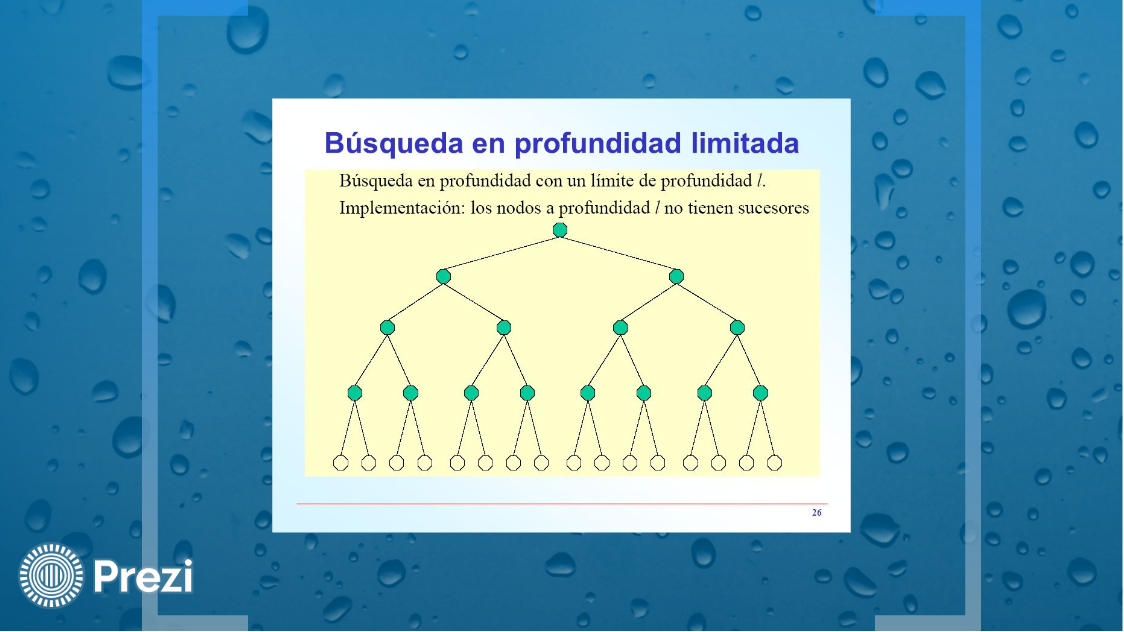 Búsqueda en profundidad limitada
Búsqueda en profundidad con un límite de profundidad l.
Implementación: los nodos a profundidad l no tienen sucesores
26
Prezi